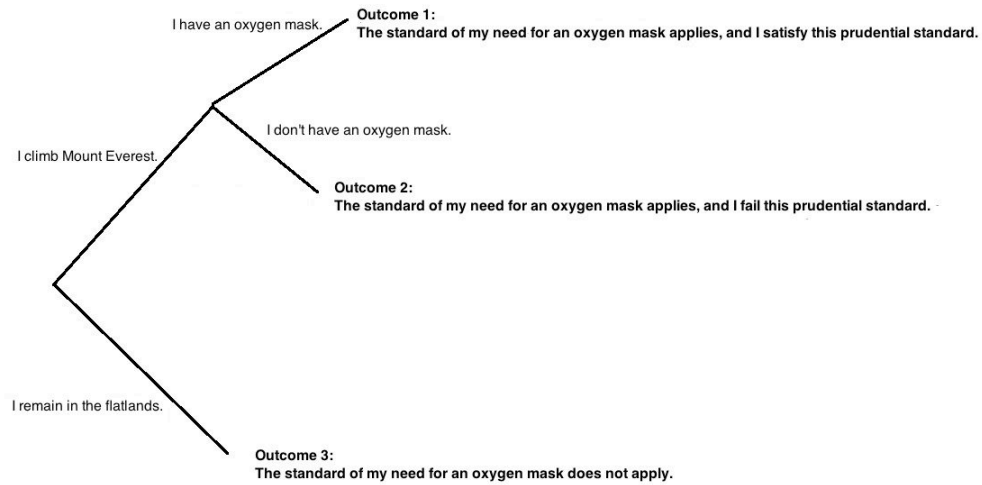 I have an oxygen mask.
Outcome 1:
The standard of my need for an oxygen mask applies, and I satisfy this prudential standard.
I don't have an oxygen mask.
I climb Mount Everest.
Outcome 2:
The standard of my need for an oxygen mask applies, and I fail this prudential standard.
I remain in the flatlands.
Outcome 3:
The standard of my need for an oxygen mask does not apply.